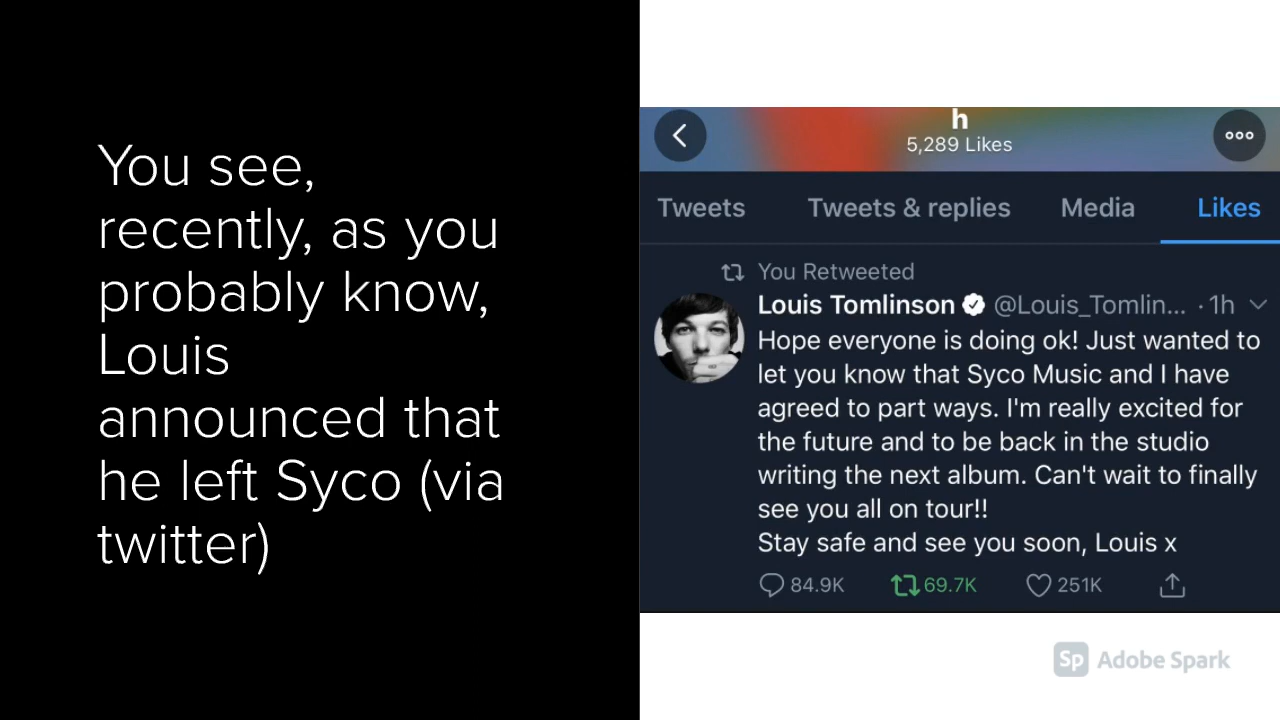 You see,
recently, as you
probably know,
Louis
announced that
he left Syco (via
twitter)
h
5,289 Likes
Tweets Tweets & replies Media Likes
You Retweeted
Louis Tomlinson @Louis_Tomlin... · 1h
Hope everyone is doing ok! Just wanted to
let you know that Syco Music and I have
agreed to part ways. I'm really excited for
the future and to be back in the studio
writing the next album. Can't wait to finally
see you all on tour!!
Stay safe and see you soon, Louis x
84.9K 69.7K 251K
Sp Adobe Spark